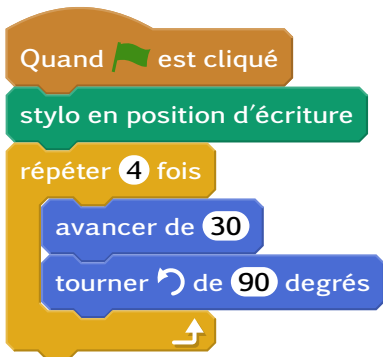 Quand est cliqué
stylo en position d'écriture
répéter 4 fois
avancer de 30
tourner de 90 degrés